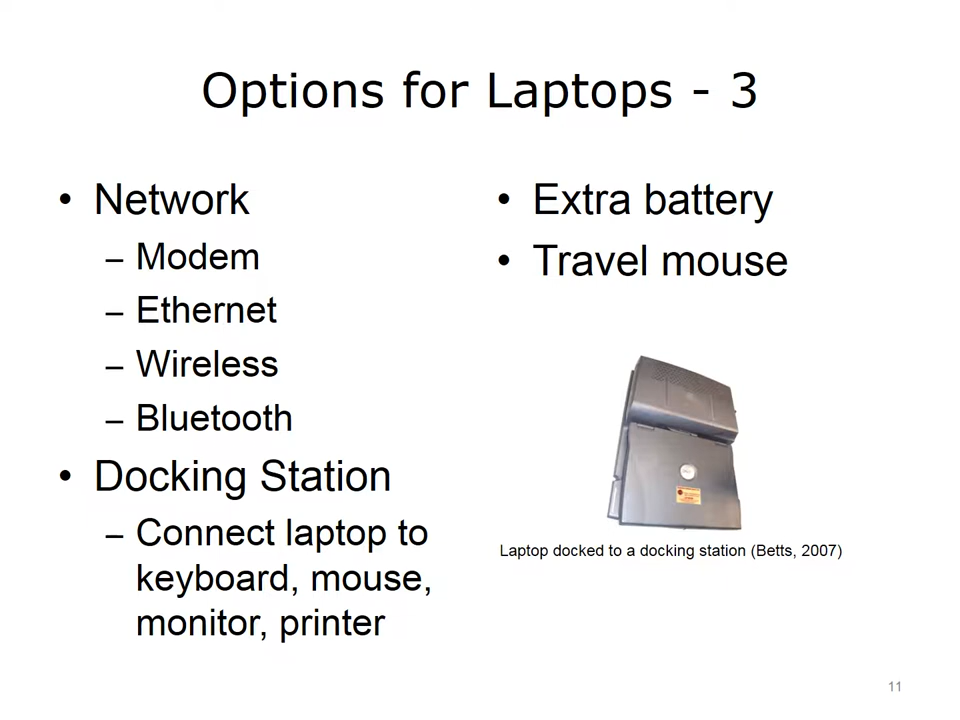 Options for Laptops - 3
• Network
– Modem
– Ethernet
– Wireless
– Bluetooth
• Docking Station
– Connect laptop to
keyboard, mouse,
monitor, printer
• Extra battery
• Travel mouse
Laptop docked to a docking station (Betts, 2007)
11